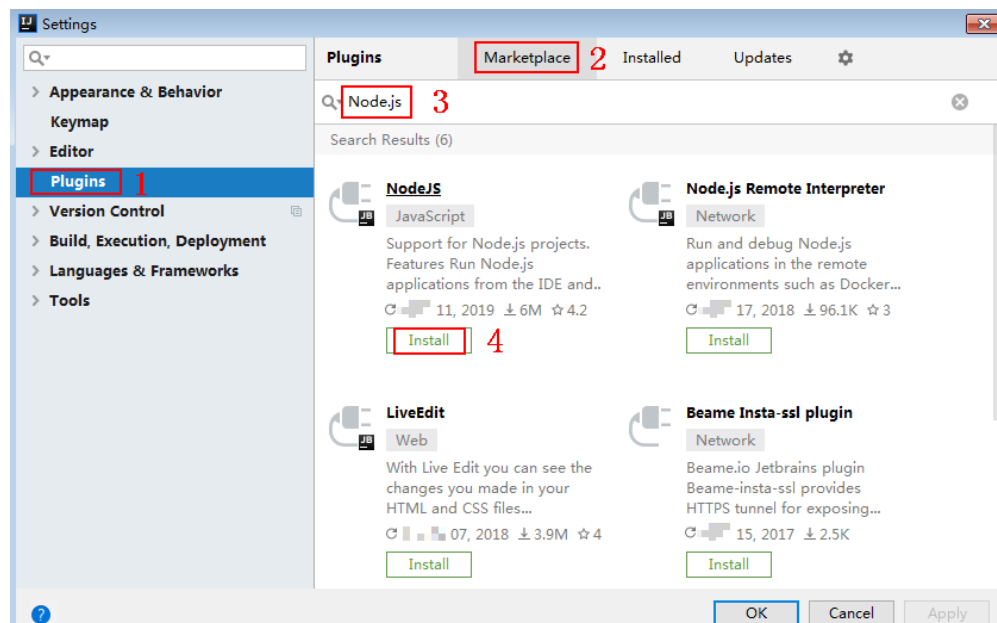 Settings
Plugins
Marketplace
2
Installed
Updates
Appearance & Behavior
Node.js
3
Keymap
Search Results (6)
Editor
Plugins
1
Version Control
Build, Execution, Deployment
Languages & Frameworks
Tools
NodeJS
JavaScript
Support for Node.js projects.
Features Run Node.js
applications from the IDE and..
11, 2019 6M 4.2
Install
4
Node.js Remote Interpreter
Network
Run and debug Node.js
applications in the remote
environments such as Docker...
17, 2018 96.1K 3
Install
LiveEdit
Web
With Live Edit you can see the
changes you made in your
HTML and CSS files...
07, 2018 3.9M 4
Install
Beame Insta-ssl plugin
Network
Beame.io Jetbrains plugin
Beame-insta-ssl provides
HTTPS tunnel for exposing...
15, 2017 2.5K
Install
?
OK
Cancel
Apply